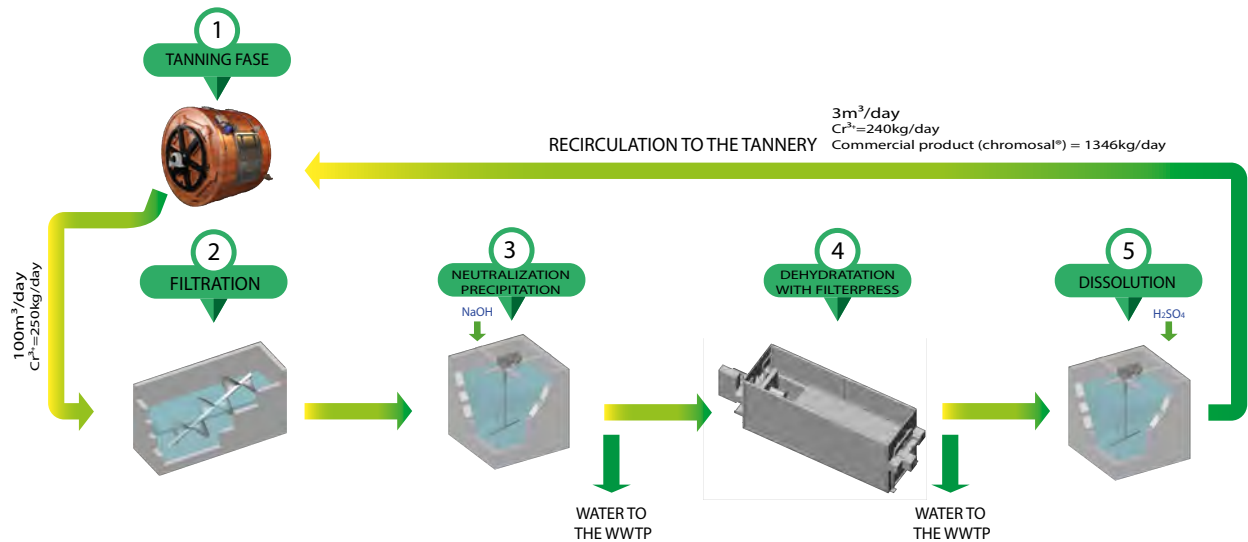 1
TANNING FASE
3m³/day
Cr³⁺=240kg/day
RECIRCULATION TO THE TANNERY
Commercial product (chromosal®) = 1346kg/day
100m³/day
Cr³⁺=250kg/day
2
FILTRATION
3
NEUTRALIZATION
PRECIPITATION
NaOH
4
DEHYDRATATION
WITH FILTERPRESS
5
DISSOLUTION
H₂SO₄
WATER TO
THE WWTP
WATER TO
THE WWTP